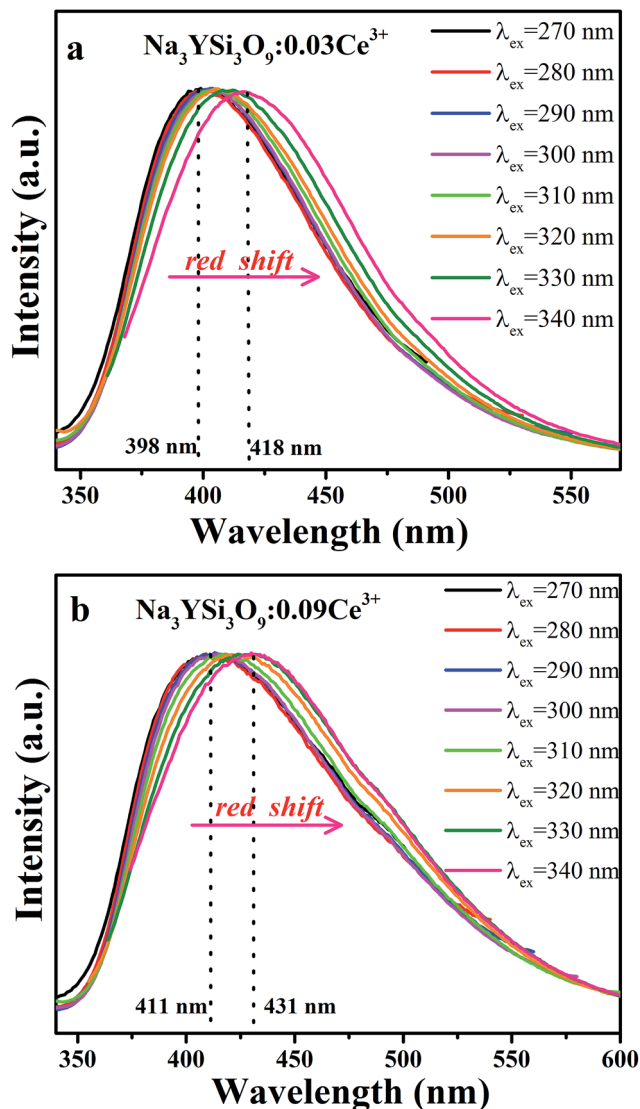 a
Na₃YSi₃O₉:0.03Ce³⁺
λₑₓ=270 nm
λₑₓ=280 nm
λₑₓ=290 nm
λₑₓ=300 nm
λₑₓ=310 nm
λₑₓ=320 nm
λₑₓ=330 nm
λₑₓ=340 nm
Intensity (a.u.)
red shift
398 nm
418 nm
350 400 450 500 550
Wavelength (nm)
b
Na₃YSi₃O₉:0.09Ce³⁺
λₑₓ=270 nm
λₑₓ=280 nm
λₑₓ=290 nm
λₑₓ=300 nm
λₑₓ=310 nm
λₑₓ=320 nm
λₑₓ=330 nm
λₑₓ=340 nm
Intensity (a.u.)
red shift
411 nm
431 nm
350 400 450 500 550 600
Wavelength (nm)